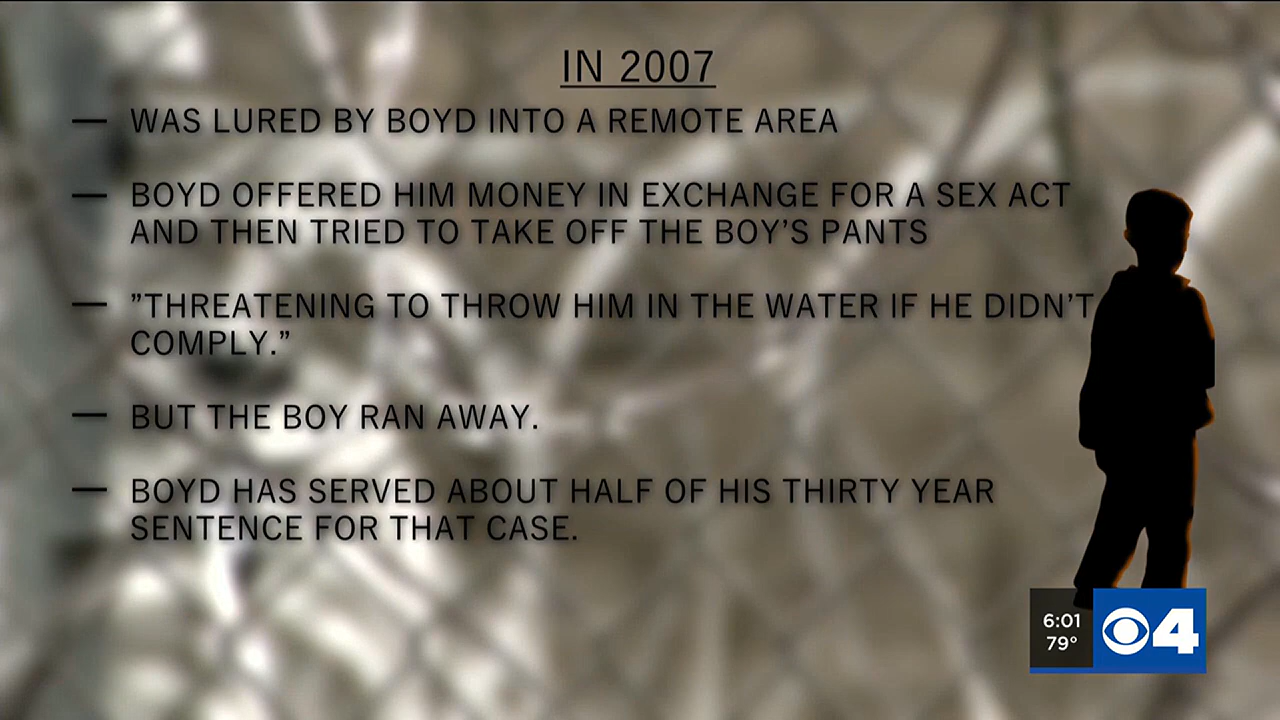 IN 2007
— WAS LURED BY BOYD INTO A REMOTE AREA
— BOYD OFFERED HIM MONEY IN EXCHANGE FOR A SEX ACT
AND THEN TRIED TO TAKE OFF THE BOY’S PANTS
— ”THREATENING TO THROW HIM IN THE WATER IF HE DIDN’T
COMPLY.”
— BUT THE BOY RAN AWAY.
— BOYD HAS SERVED ABOUT HALF OF HIS THIRTY YEAR
SENTENCE FOR THAT CASE.
6:01
79°
4